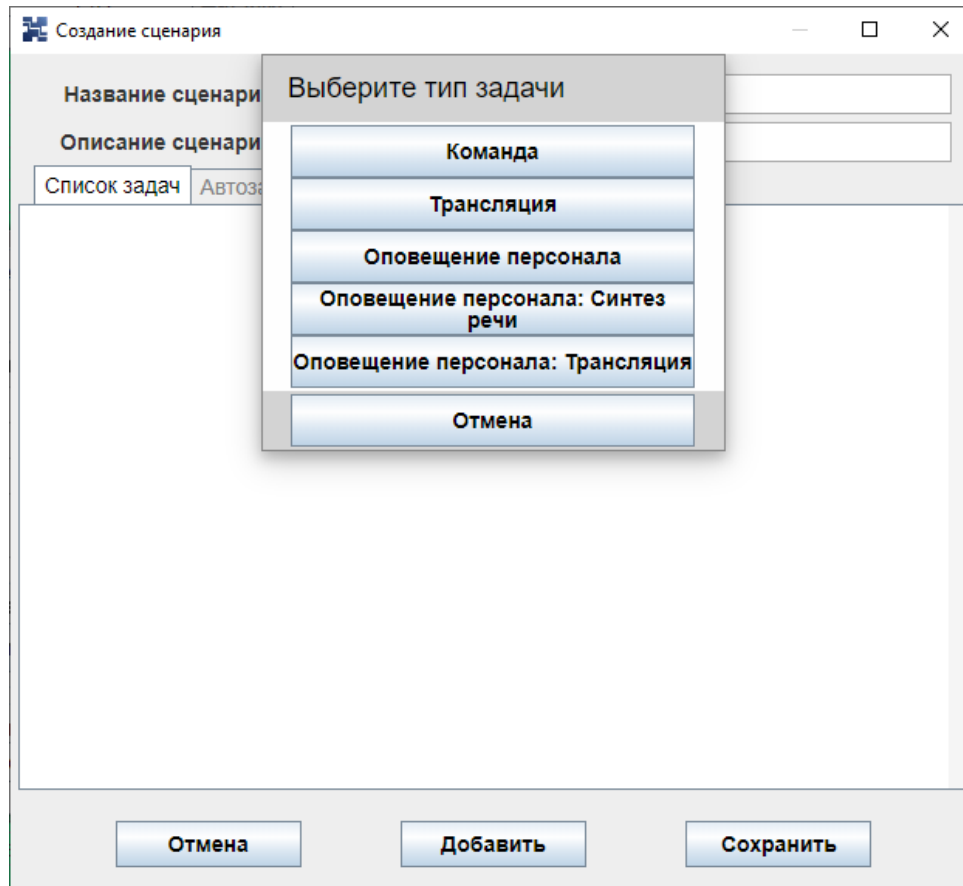 Создание сценария
Выберите тип задачи
Название сценари
Описание сценари
Список задач
Команда
Трансляция
Оповещение персонала
Оповещение персонала: Синтез
речи
Оповещение персонала: Трансляция
Отмена
Отмена
Добавить
Сохранить